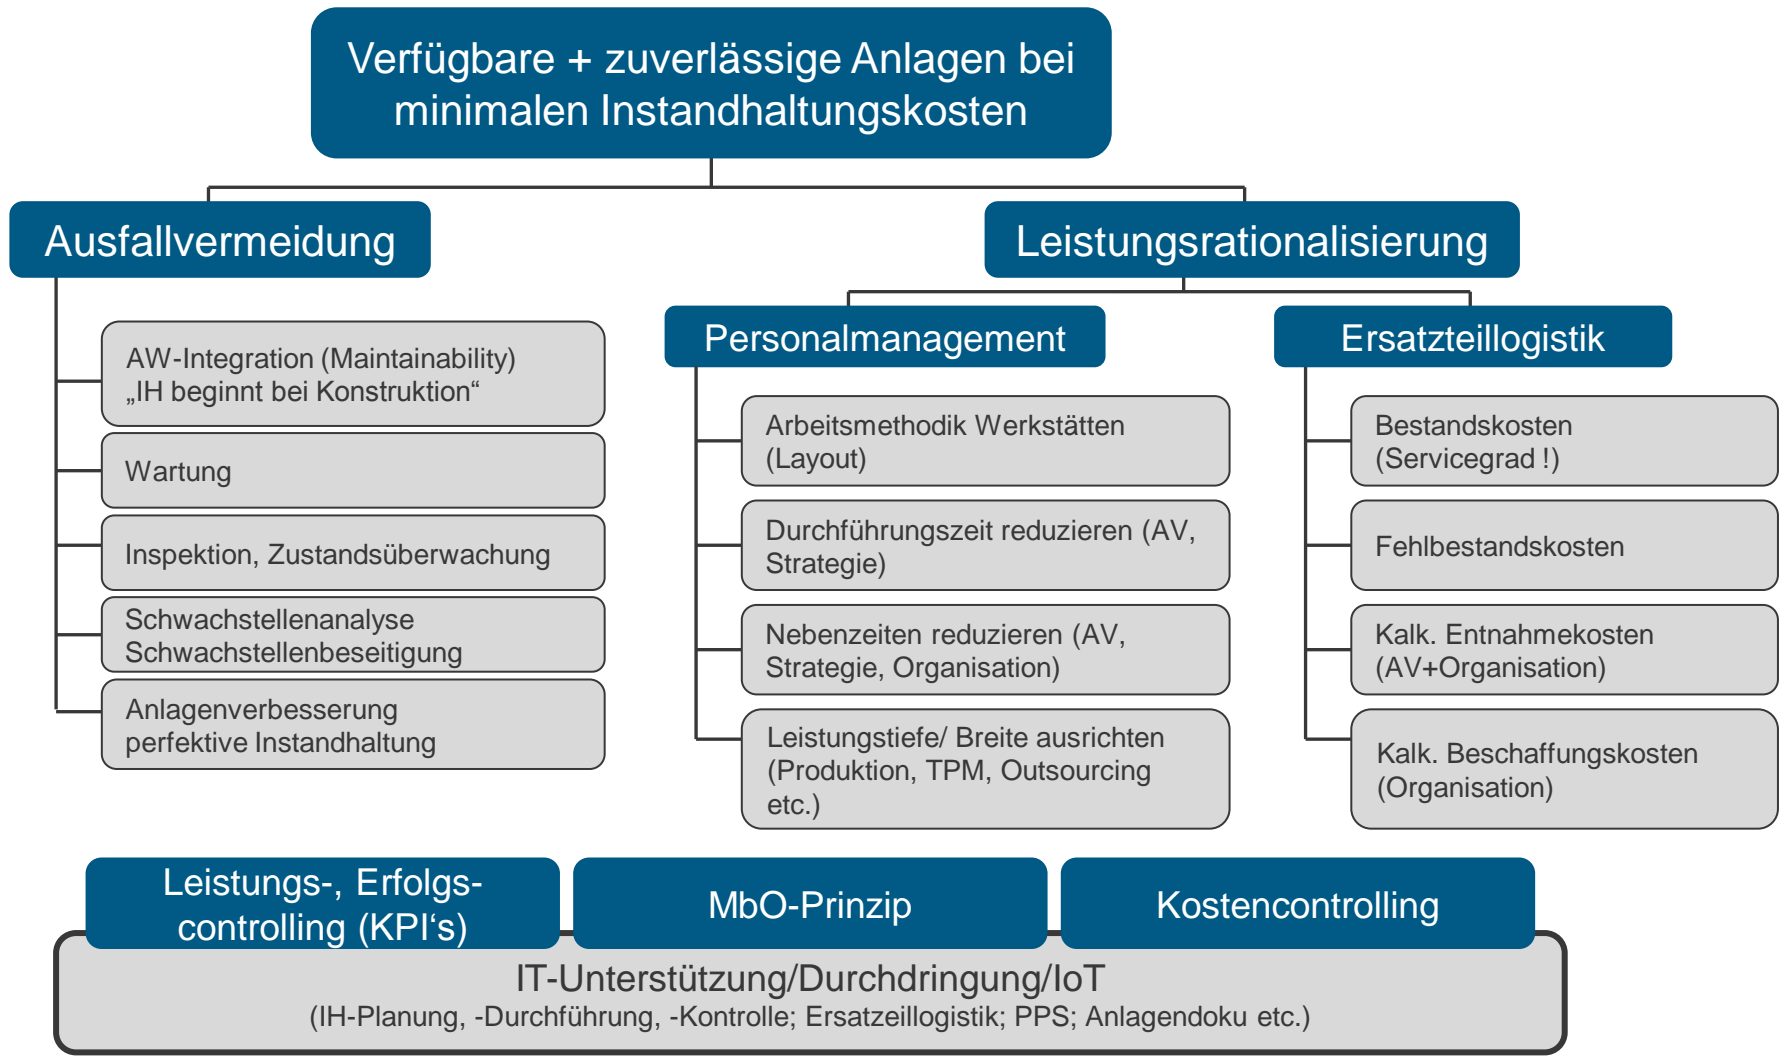 Verfügbare + zuverlässige Anlagen bei
minimalen Instandhaltungskosten
Ausfallvermeidung
AW-Integration (Maintainability)
„IH beginnt bei Konstruktion“
Wartung
Inspektion, Zustandsüberwachung
Schwachstellenanalyse
Schwachstellenbeseitigung
Anlagenverbesserung
perfektive Instandhaltung
Leistungsrationalisierung
Personalmanagement
Arbeitsmethodik Werkstätten
(Layout)
Durchführungszeit reduzieren (AV,
Strategie)
Nebenzeiten reduzieren (AV,
Strategie, Organisation)
Leistungstiefe/ Breite ausrichten
(Produktion, TPM, Outsourcing
etc.)
Ersatzteillogistik
Bestandskosten
(Servicegrad !)
Fehlbestandskosten
Kalk. Entnahmekosten
(AV+Organisation)
Kalk. Beschaffungskosten
(Organisation)
Leistungs-, Erfolgs-
controlling (KPI‘s)
MbO-Prinzip
Kostencontrolling
IT-Unterstützung/Durchdringung/IoT
(IH-Planung, -Durchführung, -Kontrolle; Ersatzeillogistik; PPS; Anlagendoku etc.)